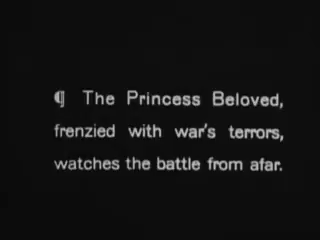 ¶ The Princess Beloved,
frenzied with war's terrors,
watches the battle from afar.